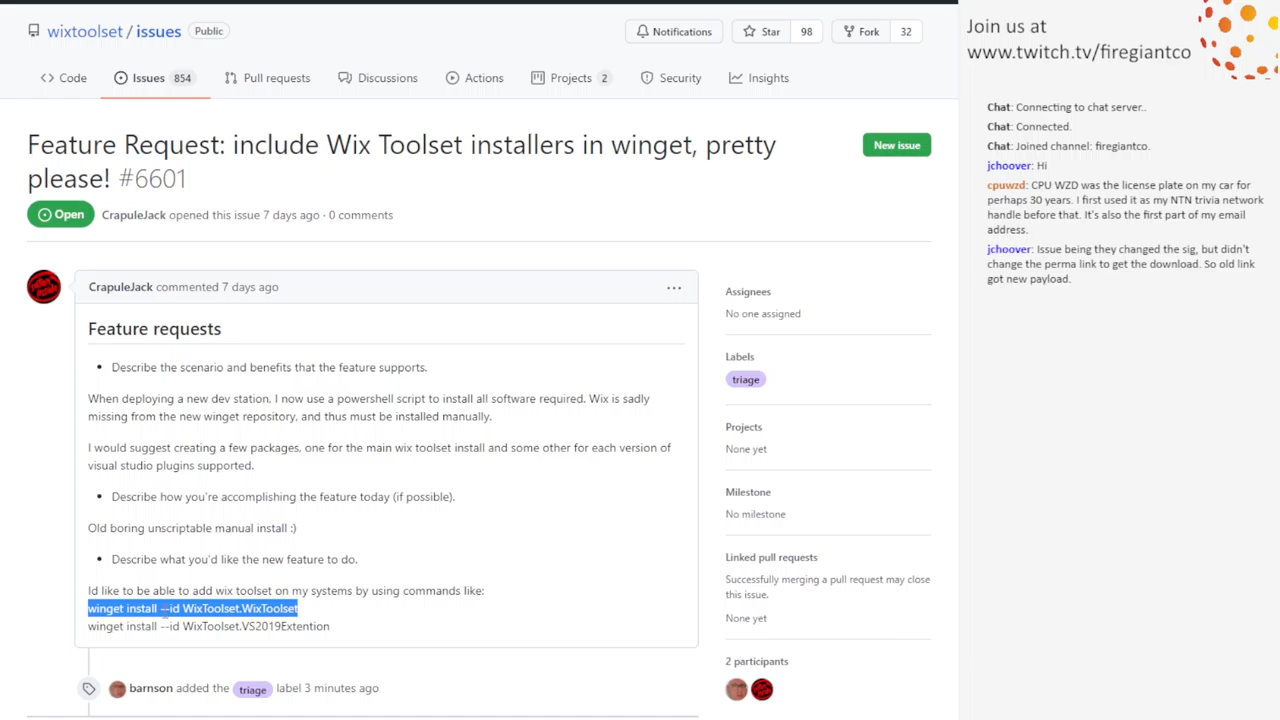 wixtoolset / issues Public
Notifications Star 98 Fork 32
Code Issues 854 Pull requests Discussions Actions Projects 2 Security Insights
Feature Request: include Wix Toolset installers in winget, pretty
please! #6601
New issue
Open CrapuleJack opened this issue 7 days ago · 0 comments
CrapuleJack commented 7 days ago
Feature requests
• Describe the scenario and benefits that the feature supports.
When deploying a new dev station, I now use a powershell script to install all software required. Wix is sadly
missing from the new winget repository, and thus must be installed manually.
I would suggest creating a few packages, one for the main wix toolset install and some other for each version of
visual studio plugins supported.
• Describe how you're accomplishing the feature today (if possible).
Old boring unscriptable manual install :)
• Describe what you'd like the new feature to do.
Id like to be able to add wix toolset on my systems by using commands like:
winget install --id WixToolset.WixToolset
winget install --id WixToolset.VS2019Extention
barnson added the triage label 3 minutes ago
Assignees
No one assigned
Labels
triage
Projects
None yet
Milestone
No milestone
Linked pull requests
Successfully merging a pull request may close
this issue.
None yet
2 participants
Join us at
www.twitch.tv/firegiantco
Chat: Connecting to chat server..
Chat: Connected.
Chat: Joined channel: firegiantco.
jchoover: Hi
cpuwzd: CPU WZD was the license plate on my car for
perhaps 30 years. I first used it as my NTN trivia network
handle before that. It's also the first part of my email
address.
jchoover: Issue being they changed the sig, but didn't
change the perma link to get the download. So old link
got new payload.